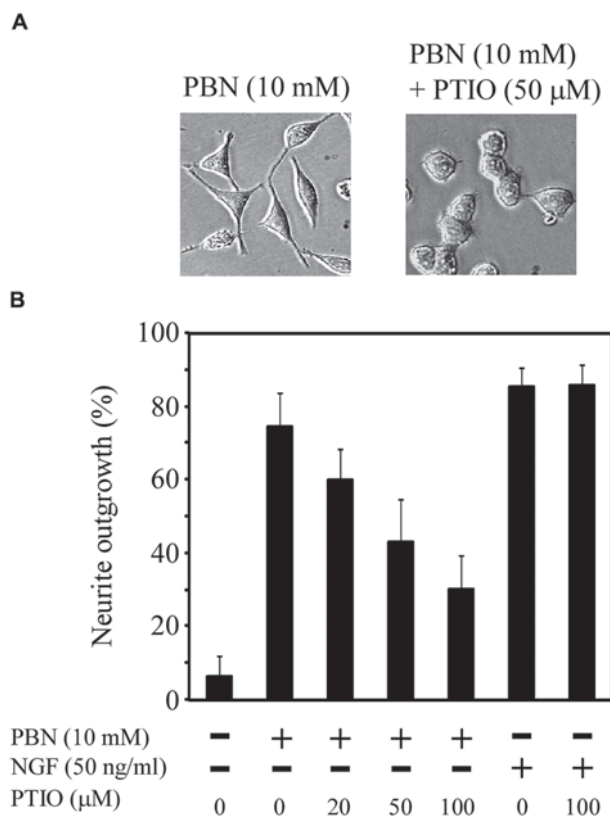 A
PBN (10 mM)
PBN (10 mM)
+ PTIO (50 μM)
B
Neurite outgrowth (%)
100
80
60
40
20
0
PBN (10 mM) − + + + + − −
NGF (50 ng/ml) − − − − − + +
PTIO (μM) 0 0 20 50 100 0 100